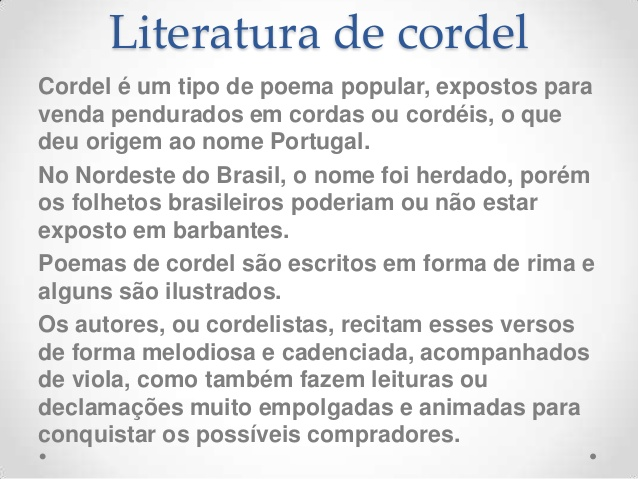 Literatura de cordel
Cordel é um tipo de poema popular, expostos para
venda pendurados em cordas ou cordéis, o que
deu origem ao nome Portugal.
No Nordeste do Brasil, o nome foi herdado, porém
os folhetos brasileiros poderiam ou não estar
exposto em barbantes.
Poemas de cordel são escritos em forma de rima e
alguns são ilustrados.
Os autores, ou cordelistas, recitam esses versos
de forma melodiosa e cadenciada, acompanhados
de viola, como também fazem leituras ou
declamações muito empolgadas e animadas para
conquistar os possíveis compradores.